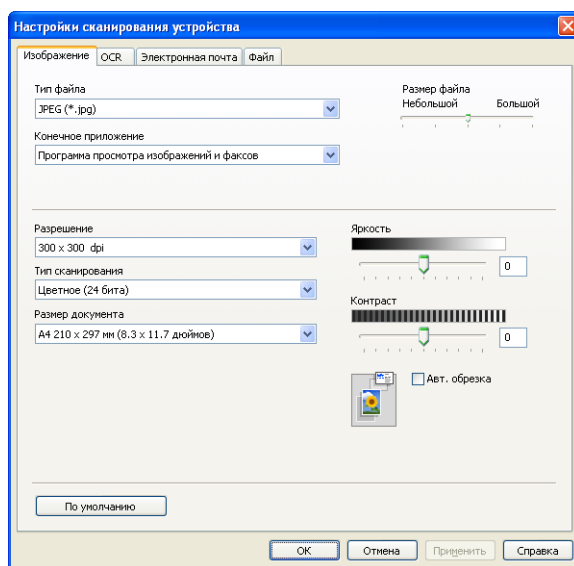 Настройки сканирования устройства
Изображение OCR Электронная почта Файл
Тип файла
JPEG (*.jpg)
Размер файла
Небольшой Большой
Конечное приложение
Программа просмотра изображений и факсов
Разрешение
300 x 300 dpi
Тип сканирования
Цветное (24 бита)
Размер документа
A4 210 x 297 мм (8.3 x 11.7 дюймов)
Яркость
0
Контраст
0
Авт. обрезка
По умолчанию
ОК Отмена Применить Справка